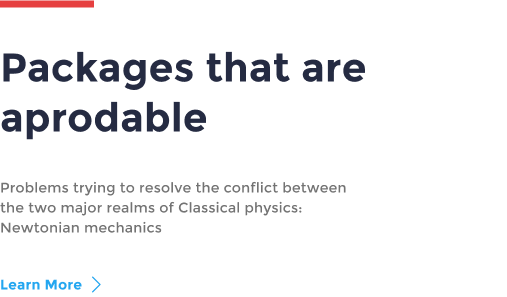 Packages that are
aprodable
Problems trying to resolve the conflict between
the two major realms of Classical physics:
Newtonian mechanics
Learn More